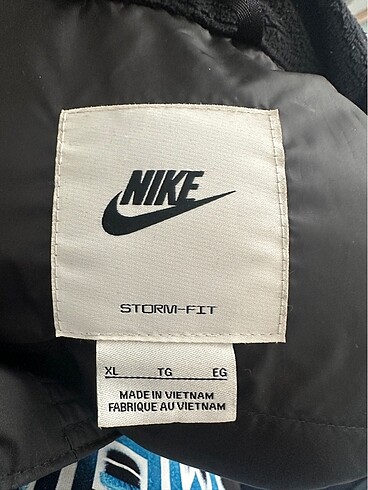 NIKE
STORM-FIT
XL TG EG
MADE IN VIETNAM
FABRIQUE AU VIETNAM